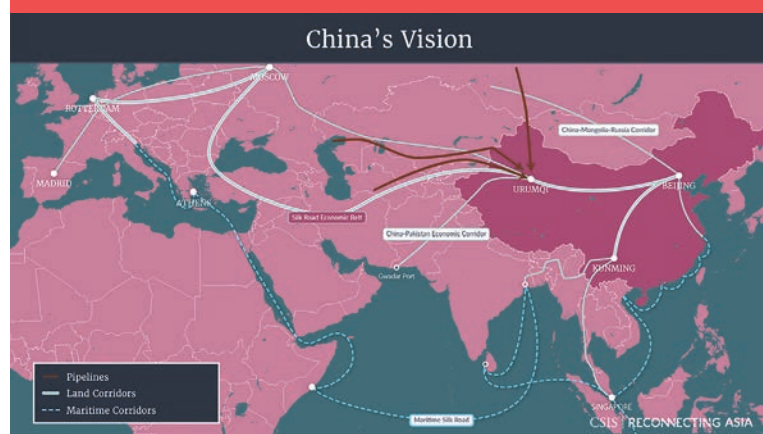 China's Vision
MOSCOW
ROTTERDAM
China-Mongolia-Russia Corridor
MADRID
URUMQI
BEIJING
ATHENS
Silk Road Economic Belt
China-Pakistan Economic Corridor
KUNMING
Gwadar Port
Pipelines
Land Corridors
Maritime Corridors
SINGAPORE
Maritime Silk Road
CSIS | RECONNECTING ASIA